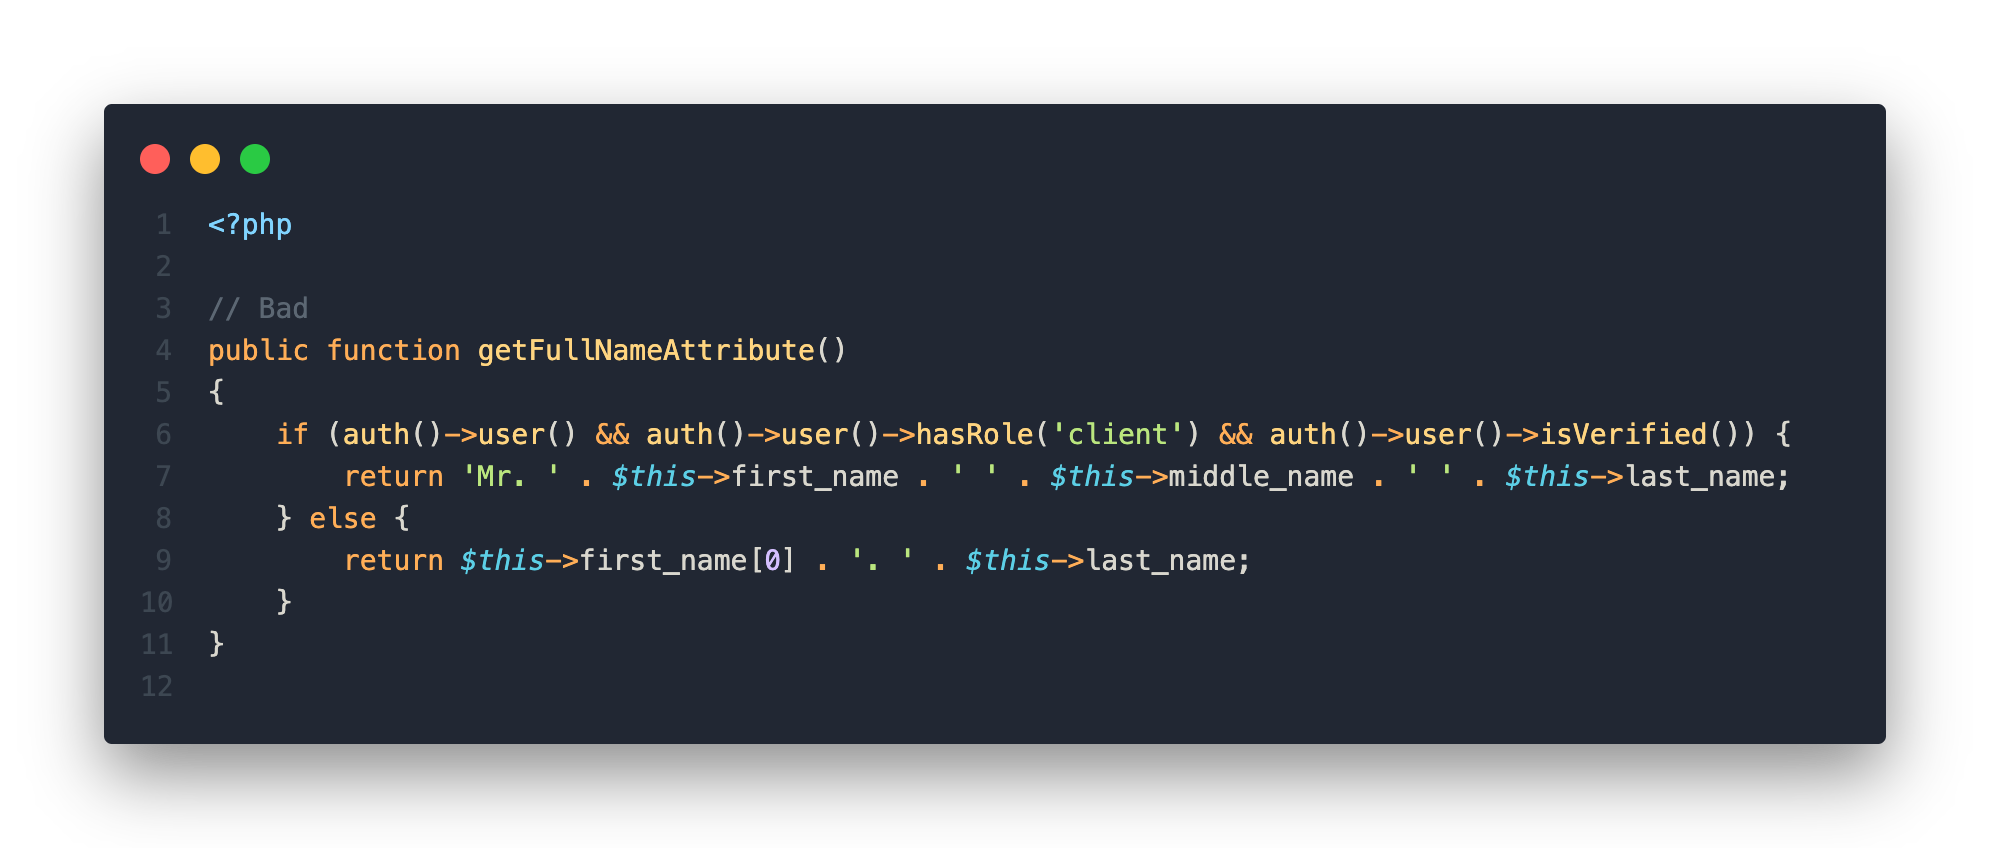 1 <?php
2
3 // Bad
4 public function getFullNameAttribute()
5 {
6     if (auth()->user() && auth()->user()->hasRole('client') && auth()->user()->isVerified()) {
7         return 'Mr. ' . $this->first_name . ' ' . $this->middle_name . ' ' . $this->last_name;
8     } else {
9         return $this->first_name[0] . '. ' . $this->last_name;
10     }
11 }
12